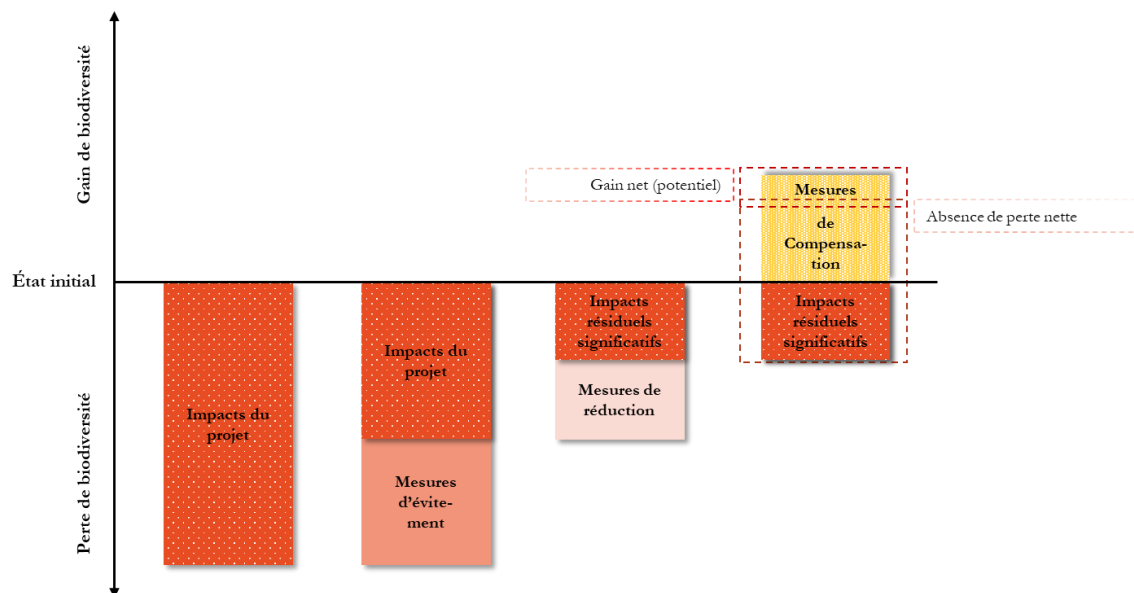 Gain de biodiversité
Gain net (potentiel)
Mesures
de
Compensa-
tion
Absence de perte nette
État initial
Impacts du
projet
Impacts du
projet
Mesures
d'évite-
ment
Impacts
résiduels
significatifs
Mesures de
réduction
Impacts
résiduels
significatifs
Perte de biodiversité